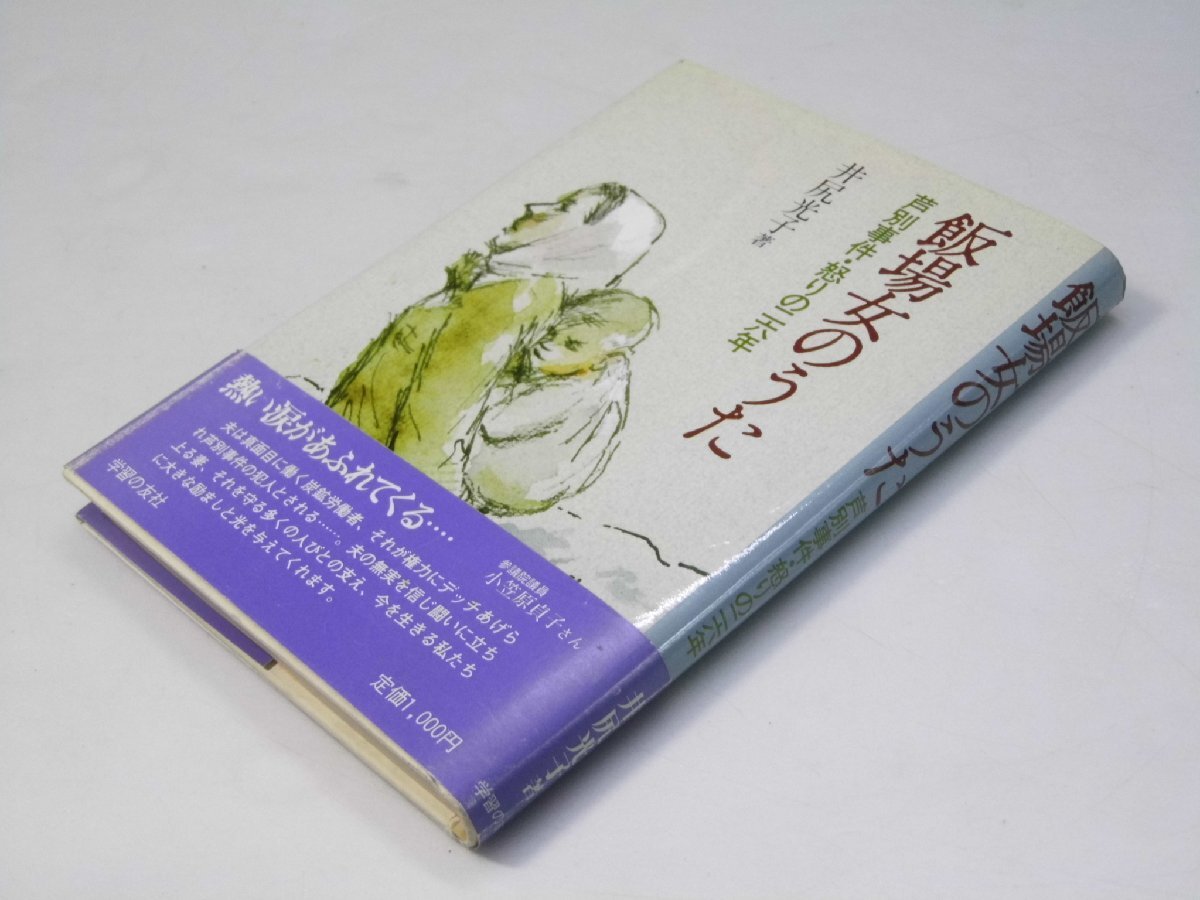 飯場女のうた
芦別事件・怒りの一六年
井尻光子 著
熱い涙があふれてくる…
参議院議員
小笠原貞子さん
夫は真面目に働く炭鉱労働者、それが権力にデッチあげら
れ芦別事件の犯人とされる……。夫の無実を信じ闘いに立ち
上る妻、それを守る多くの人びとの支え、今を生きる私たち
に大きな励ましと光を与えてくれます。
学習の友社
定価1,000円
飯場女のうた
芦別事件・怒りの一六年
井尻光子著
学習の